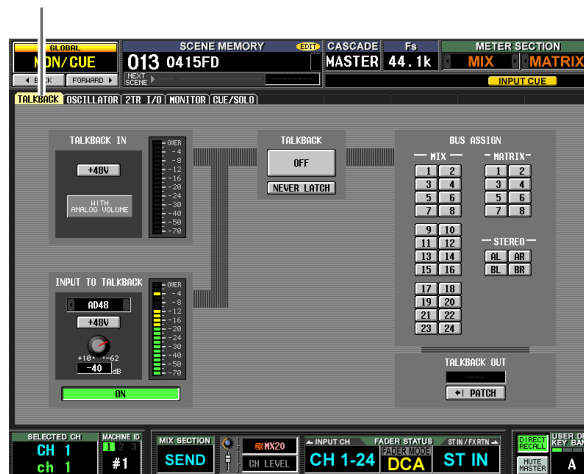 GLOBAL
MON/CUE
BACK FORWARD
SCENE MEMORY EDIT
013 0415FD
NEXT SCENE
CASCADE
MASTER
Fs
44.1k
METER SECTION
MIX MATRIX
INPUT CUE
TALKBACK OSCILLATOR 2TR I/O MONITOR CUE/SOLO
TALKBACK IN
+48V
WITH
ANALOG VOLUME
OVER
-4
-8
-12
-16
-20
-24
-30
-40
-50
-70
TALKBACK
OFF
NEVER LATCH
BUS ASSIGN
MIX
1 2
3 4
5 6
7 8
9 10
11 12
13 14
15 16
17 18
19 20
21 22
23 24
MATRIX
1 2
3 4
5 6
7 8
STEREO
AL AR
BL BR
INPUT TO TALKBACK
AD48
+48V
+10 -62
-40 dB
OVER
-4
-8
-12
-16
-20
-24
-30
-40
-50
-70
ON
TALKBACK OUT
----
PATCH
SELECTED CH
CH 1
ch 1
MACHINE ID
1 2 3
#1
MIX SECTION
SEND
MX20
CH LEVEL
INPUT CH FADER STATUS STIN/FXRTN
CH 1-24
FADER MODE
DCA
ST IN
DIRECT
RECALL
MUTE
MASTER
USER DE
KEY BAN
A